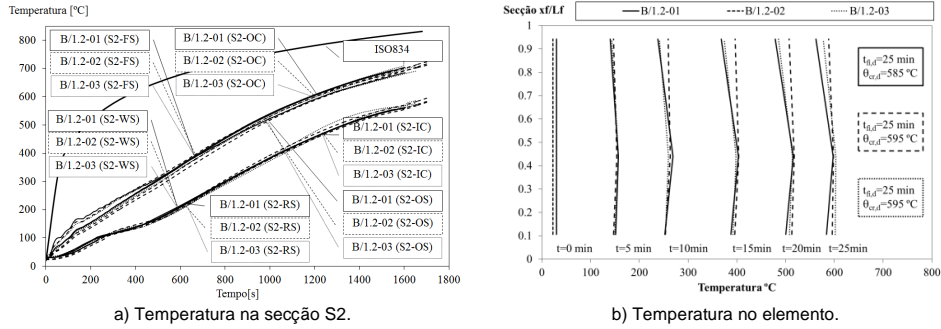 Temperatura [ºC]
800
700
600
500
400
300
200
100
0
0 200 400 600 800 1000 1200 1400 1600 1800
Tempo[s]
B/1.2-01 (S2-FS)
B/1.2-02 (S2-FS)
B/1.2-03 (S2-FS)
B/1.2-01 (S2-OC)
B/1.2-02 (S2-OC)
B/1.2-03 (S2-OC)
ISO834
B/1.2-01 (S2-WS)
B/1.2-02 (S2-WS)
B/1.2-03 (S2-WS)
B/1.2-01 (S2-IC)
B/1.2-02 (S2-IC)
B/1.2-03 (S2-IC)
B/1.2-01 (S2-RS)
B/1.2-02 (S2-RS)
B/1.2-03 (S2-RS)
B/1.2-01 (S2-OS)
B/1.2-02 (S2-OS)
B/1.2-03 (S2-OS)
a) Temperatura na secção S2.
Secção xf/Lf
B/1.2-01 B/1.2-02 B/1.2-03
1
0.9
0.8
0.7
0.6
0.5
0.4
0.3
0.2
0.1
0
tfi,d=25 min
θcr,d=585 ºC
tfi,d=25 min
θcr,d=595 ºC
tfi,d=25 min
θcr,d=595 ºC
t=0 min t=5 min t=10min t=15min t=20min t=25min
0 100 200 300 400 500 600 700 800
Temperatura ºC
b) Temperatura no elemento.